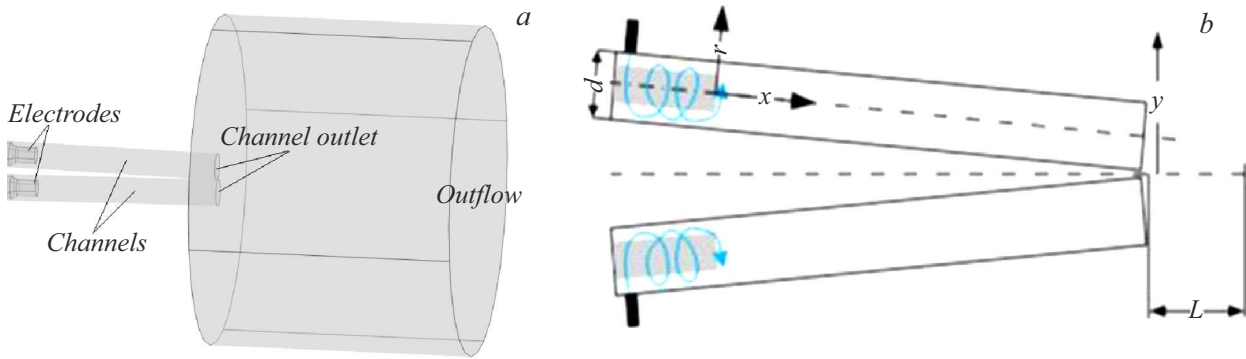 a
Electrodes
Channel outlet
Outflow
Channels
b
d
r
x
y
L